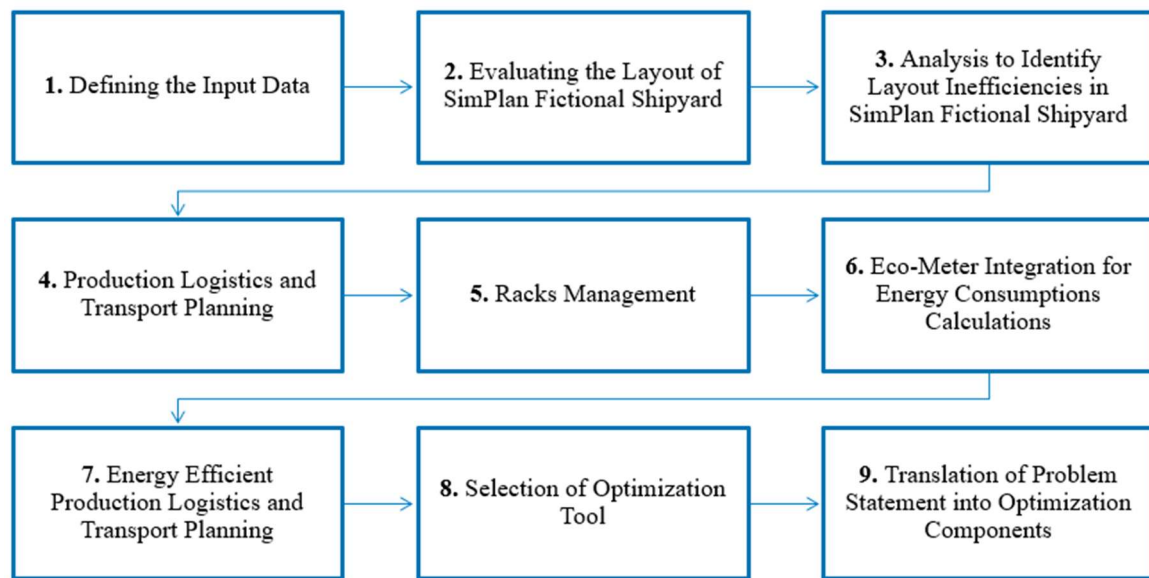 1. Defining the Input Data
2. Evaluating the Layout of
SimPlan Fictional Shipyard
3. Analysis to Identify
Layout Inefficiencies in
SimPlan Fictional Shipyard
4. Production Logistics and
Transport Planning
5. Racks Management
6. Eco-Meter Integration for
Energy Consumptions
Calculations
7. Energy Efficient
Production Logistics and
Transport Planning
8. Selection of Optimization
Tool
9. Translation of Problem
Statement into Optimization
Components